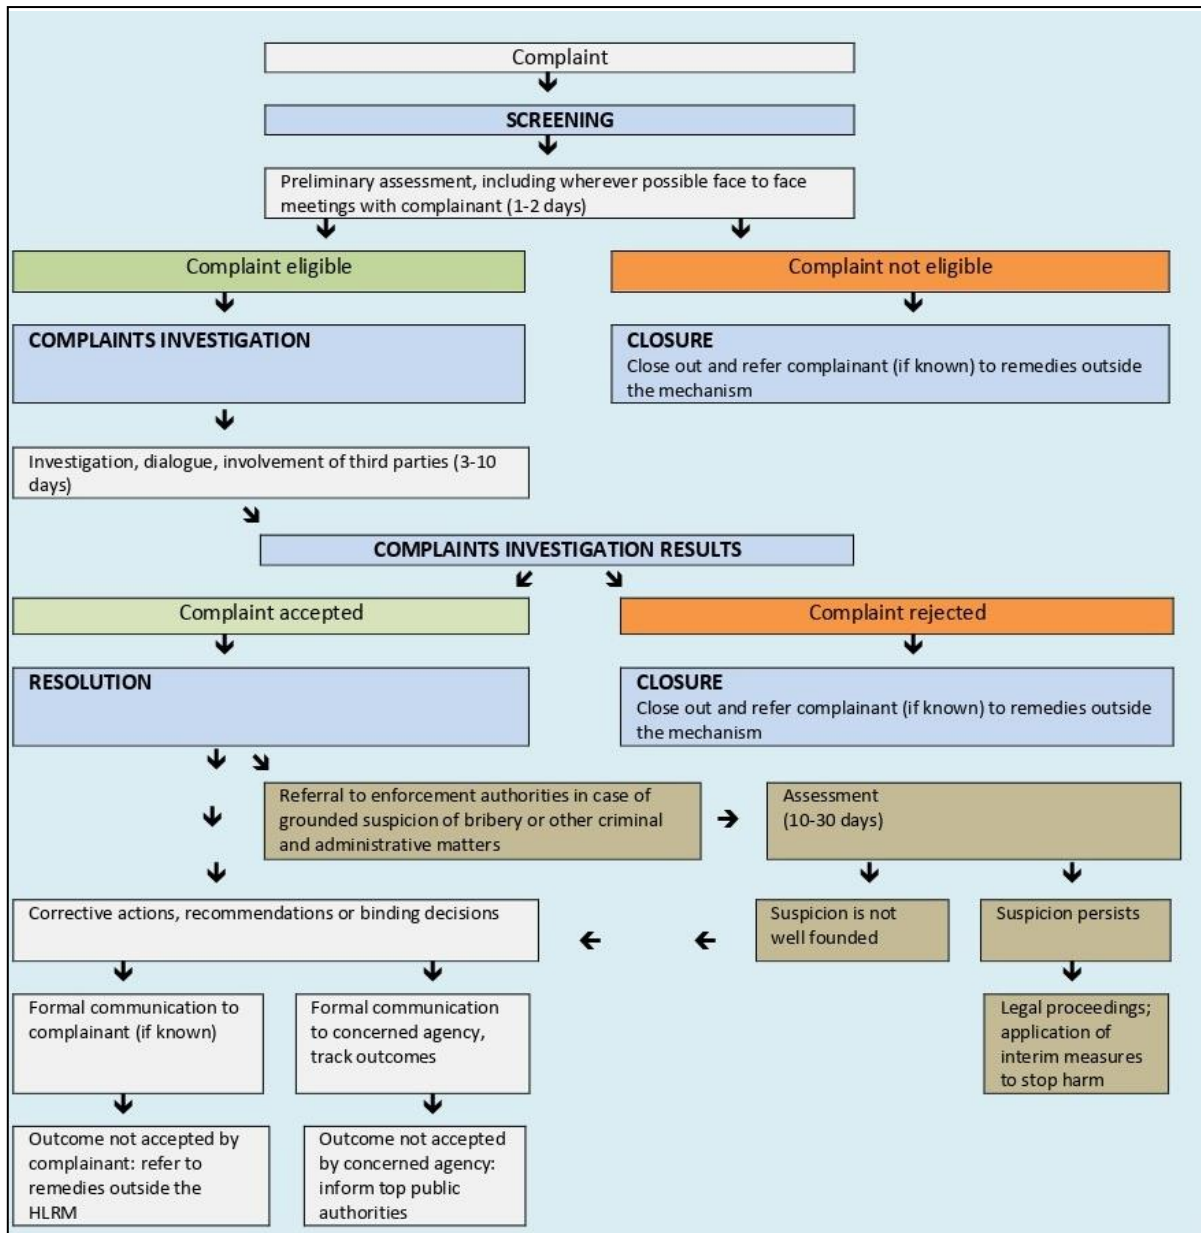 Complaint
SCREENING
Preliminary assessment, including wherever possible face to face
meetings with complainant (1-2 days)
Complaint eligible
Complaint not eligible
COMPLAINTS INVESTIGATION
CLOSURE
Close out and refer complainant (if known) to remedies outside
the mechanism
Investigation, dialogue, involvement of third parties (3-10
days)
COMPLAINTS INVESTIGATION RESULTS
Complaint accepted
Complaint rejected
RESOLUTION
CLOSURE
Close out and refer complainant (if known) to remedies outside
the mechanism
Referral to enforcement authorities in case of
grounded suspicion of bribery or other criminal
and administrative matters
Assessment
(10-30 days)
Corrective actions, recommendations or binding decisions
Suspicion is not
well founded
Suspicion persists
Formal communication to
complainant (if known)
Formal communication
to concerned agency,
track outcomes
Legal proceedings;
application of
interim measures
to stop harm
Outcome not accepted by
complainant: refer to
remedies outside the
HLRM
Outcome not accepted
by concerned agency:
inform top public
authorities